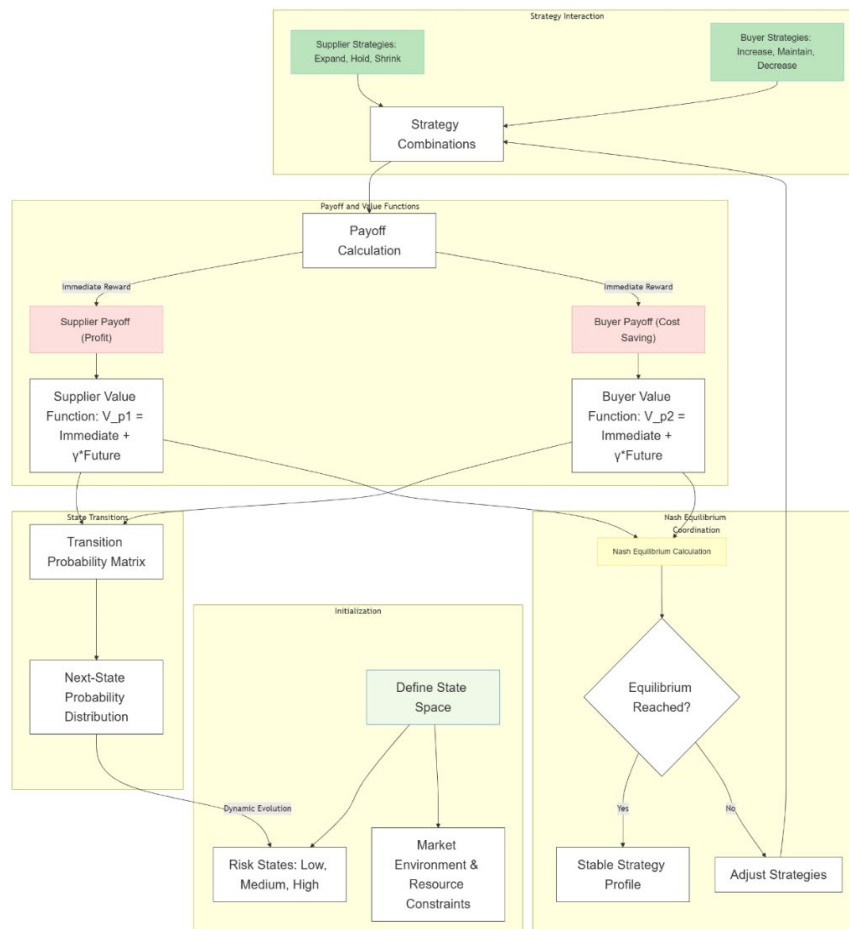 Strategy Interaction
Supplier Strategies:
Expand, Hold, Shrink
Buyer Strategies:
Increase, Maintain,
Decrease
Strategy
Combinations
Payoff and Value Functions
Payoff
Calculation
Immediate Reward
Immediate Reward
Supplier Payoff
(Profit)
Buyer Payoff (Cost
Saving)
Supplier Value
Function: V_p1 =
Immediate +
γ*Future
Buyer Value
Function: V_p2 =
Immediate +
γ*Future
State Transitions
Transition
Probability Matrix
Next-State
Probability
Distribution
Nash Equilibrium
Coordination
Nash Equilibrium Calculation
Equilibrium
Reached?
Initialization
Define State
Space
Dynamic Evolution
Yes
No
Risk States: Low,
Medium, High
Market
Environment &
Resource
Constraints
Stable Strategy
Profile
Adjust Strategies